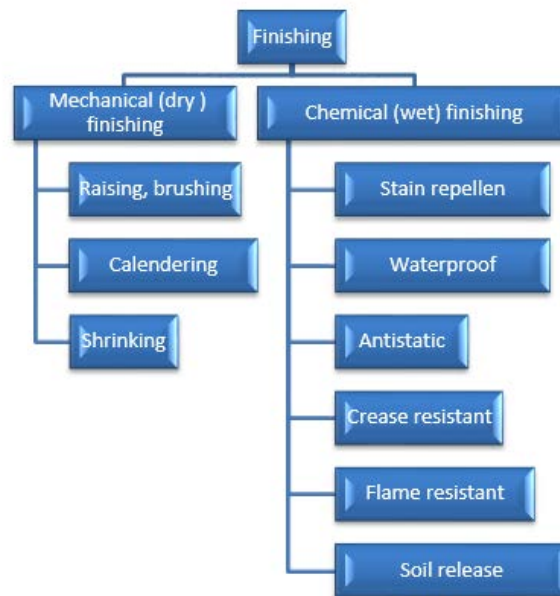 Finishing
Mechanical (dry )
finishing
Raising, brushing
Calendering
Shrinking
Chemical (wet) finishing
Stain repellen
Waterproof
Antistatic
Crease resistant
Flame resistant
Soil release